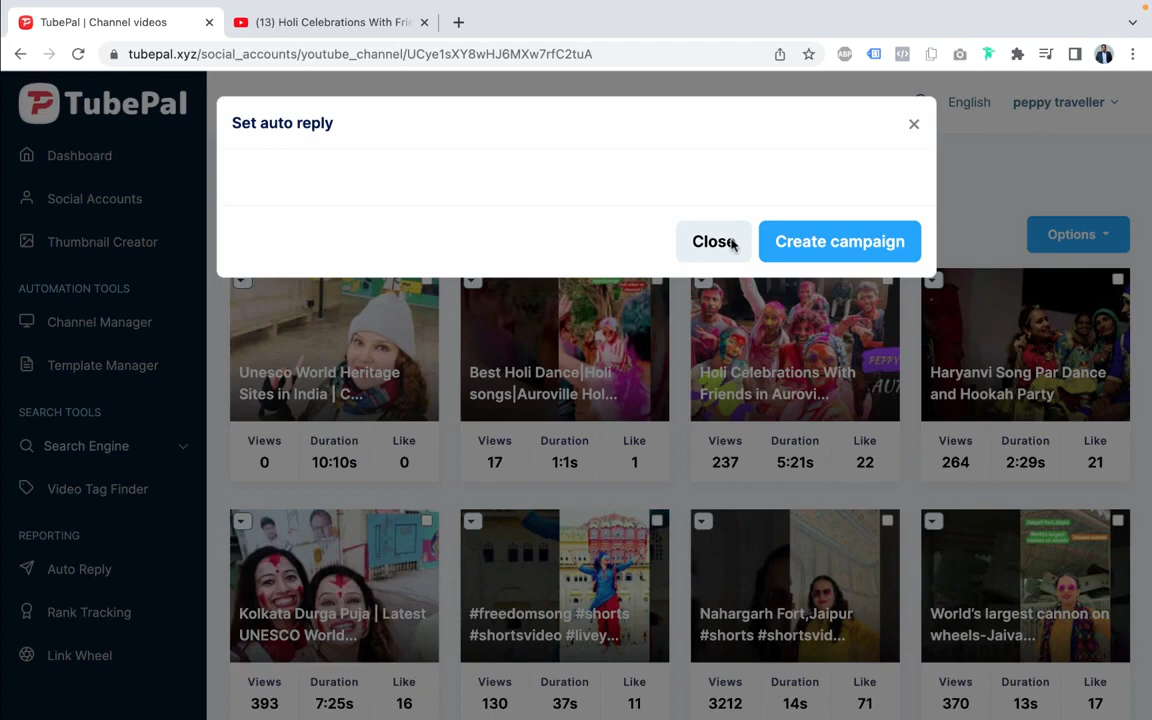 TubePal | Channel videos
(13) Holi Celebrations With Frie
tubepal.xyz/social_accounts/youtube_channel/UCye1sXY8wHJ6MXw7rfC2tuA
ABP
TubePal
English
peppy traveller
Set auto reply
Close
Create campaign
Options
Dashboard
Social Accounts
Thumbnail Creator
AUTOMATION TOOLS
Channel Manager
Template Manager
SEARCH TOOLS
Search Engine
Video Tag Finder
REPORTING
Auto Reply
Rank Tracking
Link Wheel
Unesco World Heritage
Sites in India | C...
Views Duration Like
0 10:10s 0
Best Holi Dance|Holi
songs|Auroville Hol...
Views Duration Like
17 1:1s 1
PEPPY
Holi Celebrations With
Friends in Aurovi...
Views Duration Like
237 5:21s 22
Haryanvi Song Par Dance
and Hookah Party
Views Duration Like
264 2:29s 21
Kolkata Durga Puja | Latest
UNESCO World...
Views Duration Like
393 7:25s 16
#freedomsong #shorts
#shortsvideo #livey...
Views Duration Like
130 37s 11
Nahargarh Fort,Jaipur
#shorts #shortsvid...
Views Duration Like
3212 14s 71
World's largest cannon on
wheels-Jaiva...
Views Duration Like
370 13s 17